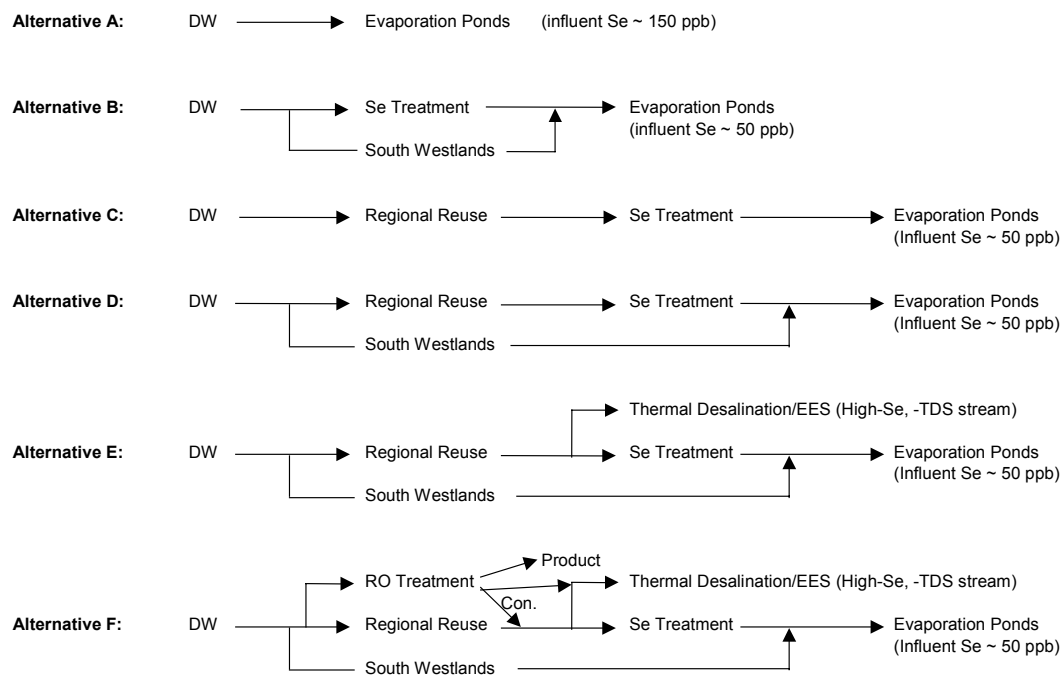 Alternative A: DW Evaporation Ponds (influent Se ~ 150 ppb)
Alternative B: DW Se Treatment Evaporation Ponds
(influent Se ~ 50 ppb)
South Westlands
Alternative C: DW Regional Reuse Se Treatment Evaporation Ponds
(Influent Se ~ 50 ppb)
Alternative D: DW Regional Reuse Se Treatment Evaporation Ponds
(Influent Se ~ 50 ppb)
South Westlands
Thermal Desalination/EES (High-Se, -TDS stream)
Alternative E: DW Regional Reuse Se Treatment Evaporation Ponds
(Influent Se ~ 50 ppb)
South Westlands
Product
RO Treatment Thermal Desalination/EES (High-Se, -TDS stream)
Con.
Alternative F: DW Regional Reuse Se Treatment Evaporation Ponds
(Influent Se ~ 50 ppb)
South Westlands